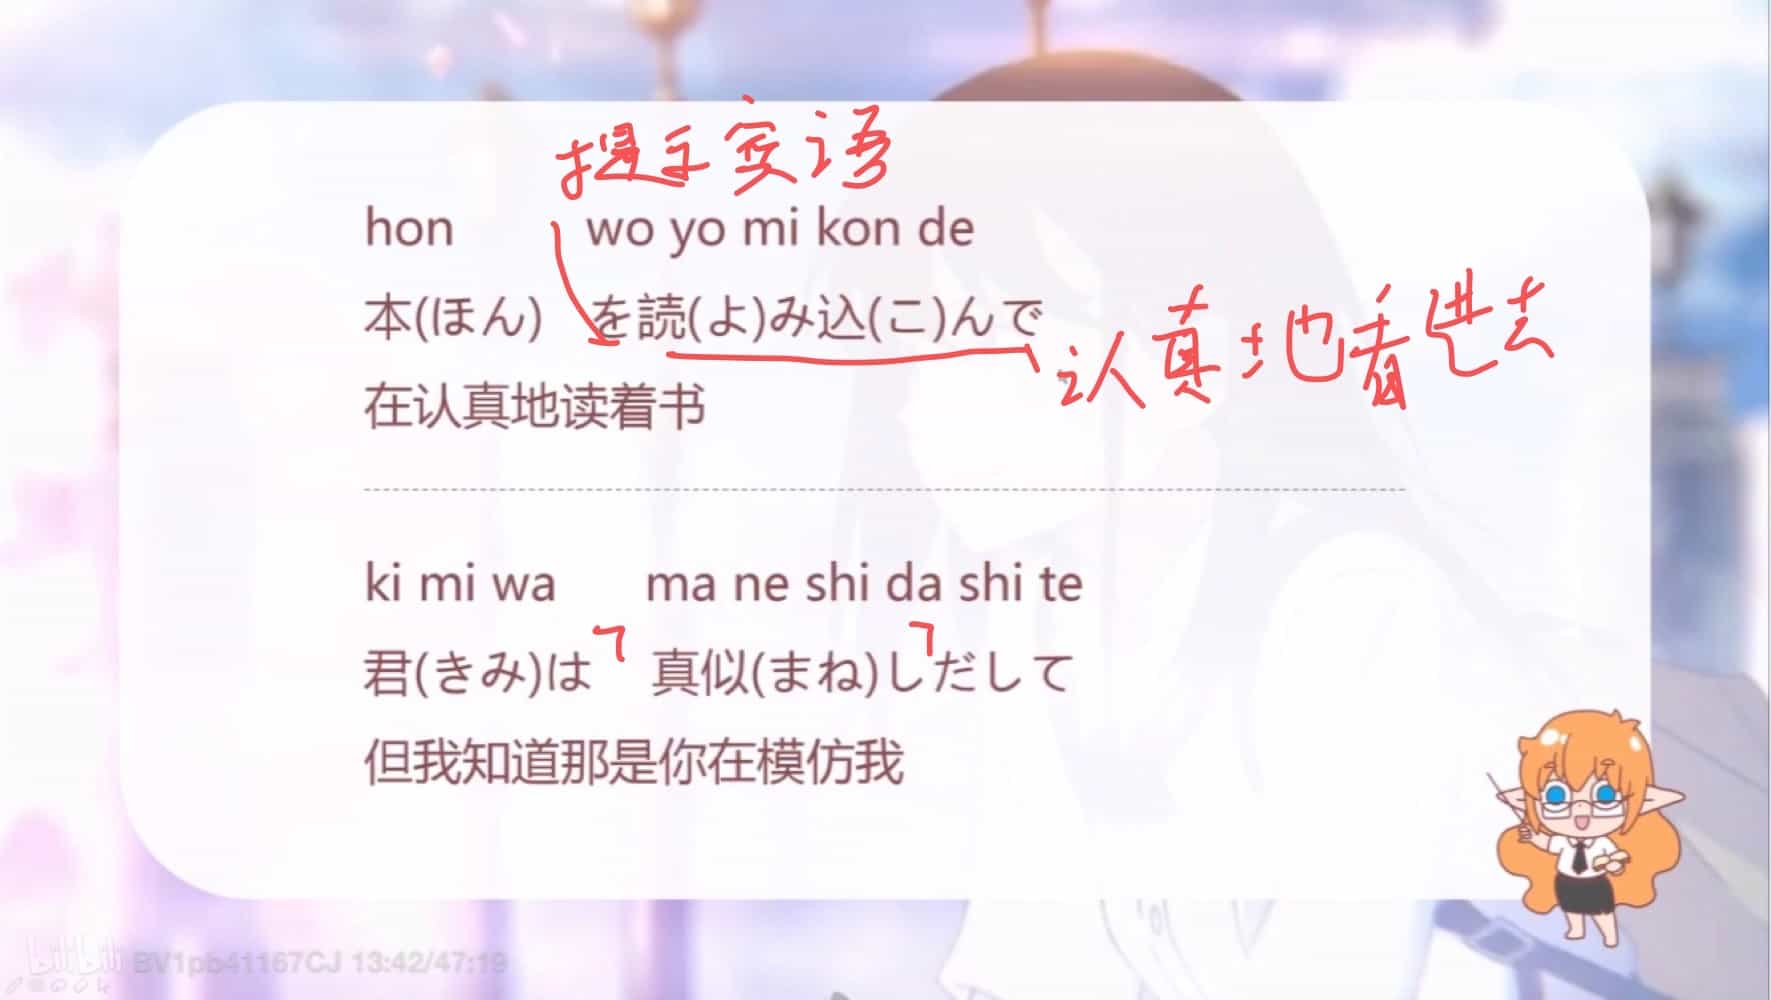 提示宾语
hon wo yo mi kon de
本(ほん) を読(よ)み込(こ)んで
认真地看进去
在认真地读着书
ki mi wa ma ne shi da shi te
君(きみ)は 真似(まね)しだして
但我知道那是你在模仿我
bilibili BV1pb41167CJ 13:42/47:19